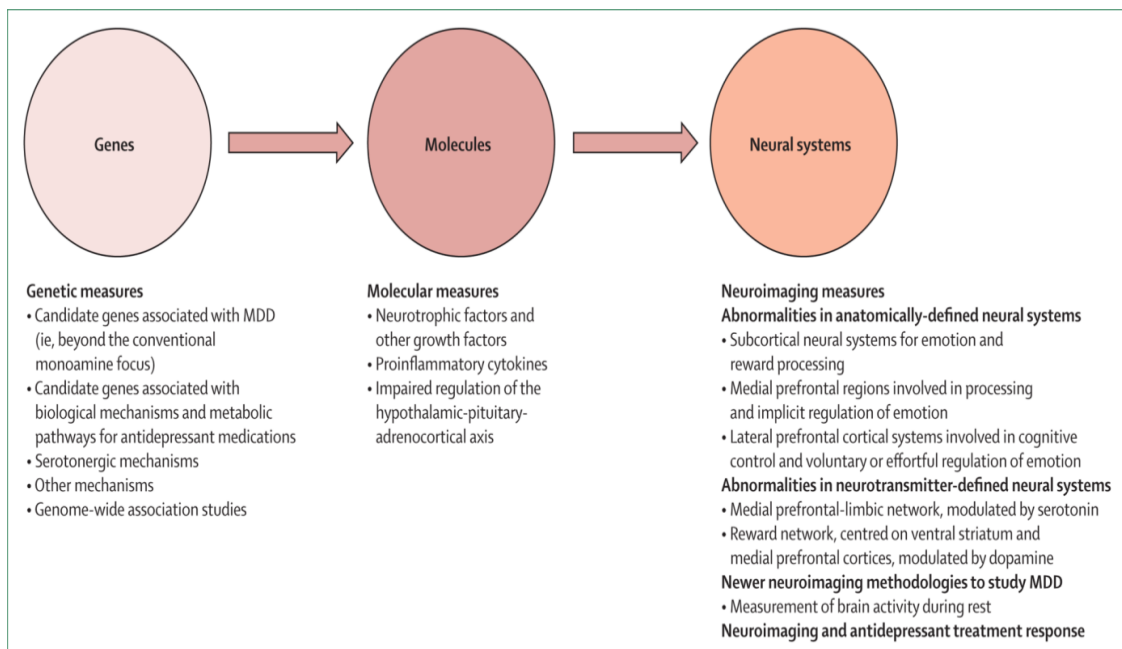 Genes
Molecules
Neural systems
Genetic measures
• Candidate genes associated with MDD
(ie, beyond the conventional
monoamine focus)
• Candidate genes associated with
biological mechanisms and metabolic
pathways for antidepressant medications
• Serotonergic mechanisms
• Other mechanisms
• Genome-wide association studies
Molecular measures
• Neurotrophic factors and
other growth factors
• Proinflammatory cytokines
• Impaired regulation of the
hypothalamic-pituitary-
adrenocortical axis
Neuroimaging measures
Abnormalities in anatomically-defined neural systems
• Subcortical neural systems for emotion and
reward processing
• Medial prefrontal regions involved in processing
and implicit regulation of emotion
• Lateral prefrontal cortical systems involved in cognitive
control and voluntary or effortful regulation of emotion
Abnormalities in neurotransmitter-defined neural systems
• Medial prefrontal-limbic network, modulated by serotonin
• Reward network, centred on ventral striatum and
medial prefrontal cortices, modulated by dopamine
Newer neuroimaging methodologies to study MDD
• Measurement of brain activity during rest
Neuroimaging and antidepressant treatment response